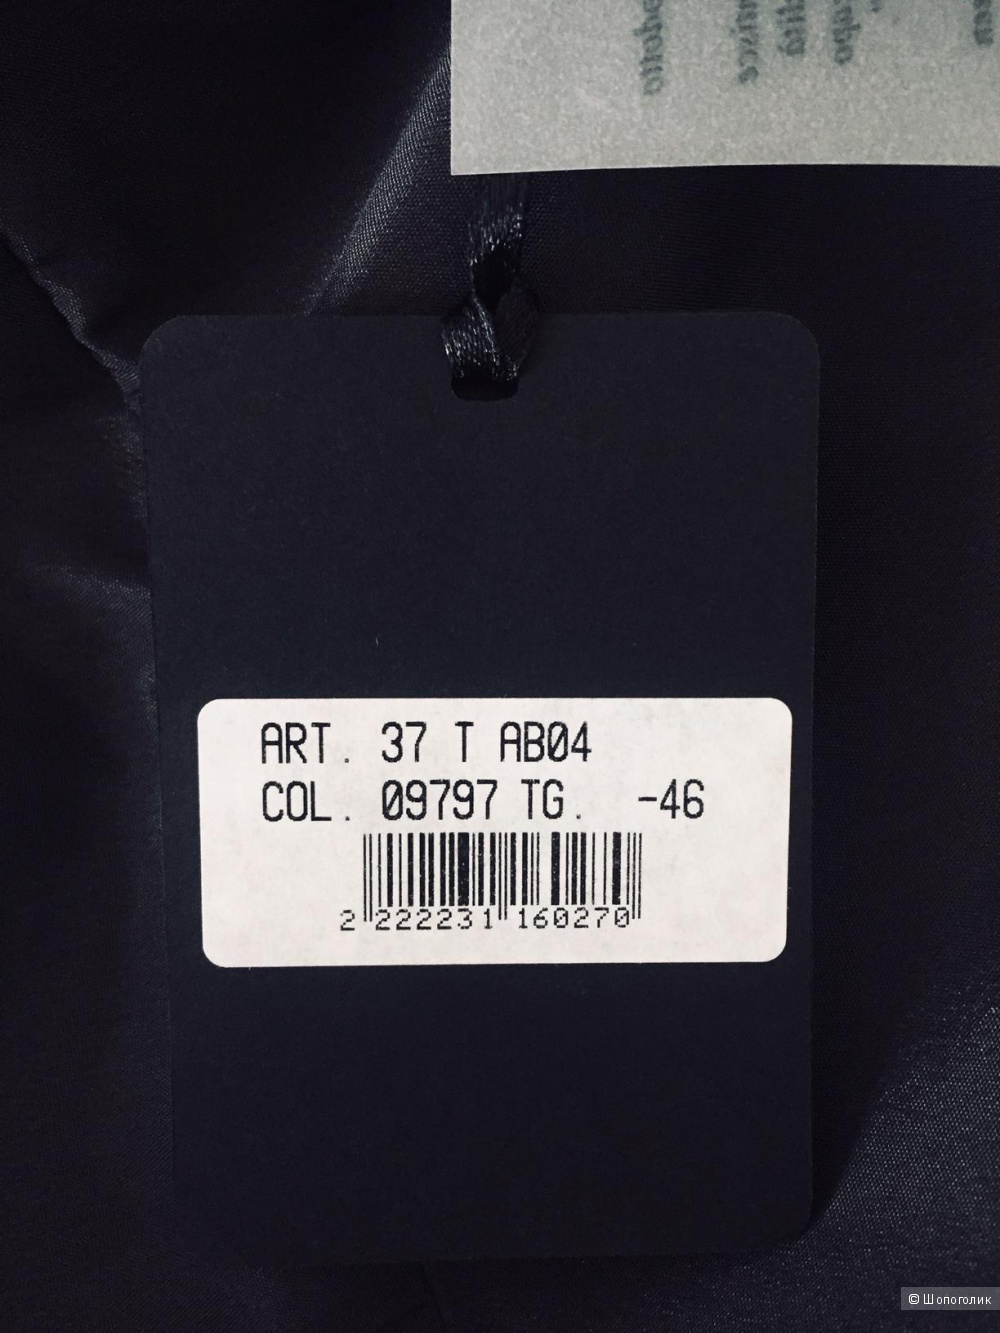 ART. 37 T AB04
COL. 09797 TG. -46
2 222231 160270
© Шопоголик